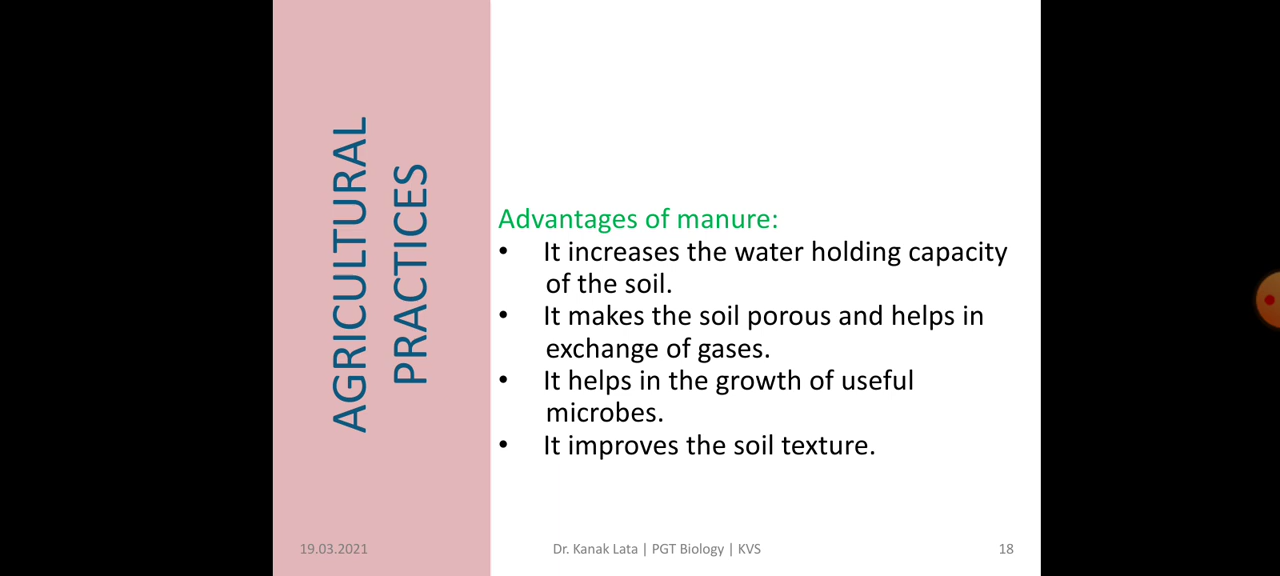 AGRICULTURAL
PRACTICES
Advantages of manure:
• It increases the water holding capacity
of the soil.
• It makes the soil porous and helps in
exchange of gases.
• It helps in the growth of useful
microbes.
• It improves the soil texture.
19.03.2021
Dr. Kanak Lata | PGT Biology | KVS
18